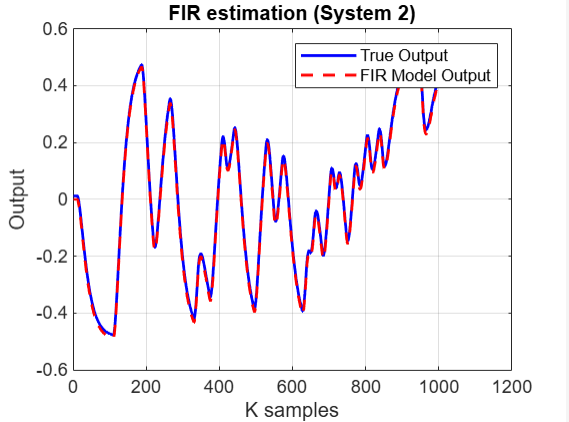 FIR estimation (System 2)
True Output
FIR Model Output
0.6
0.4
0.2
0
-0.2
-0.4
-0.6
Output
0 200 400 600 800 1000 1200
K samples